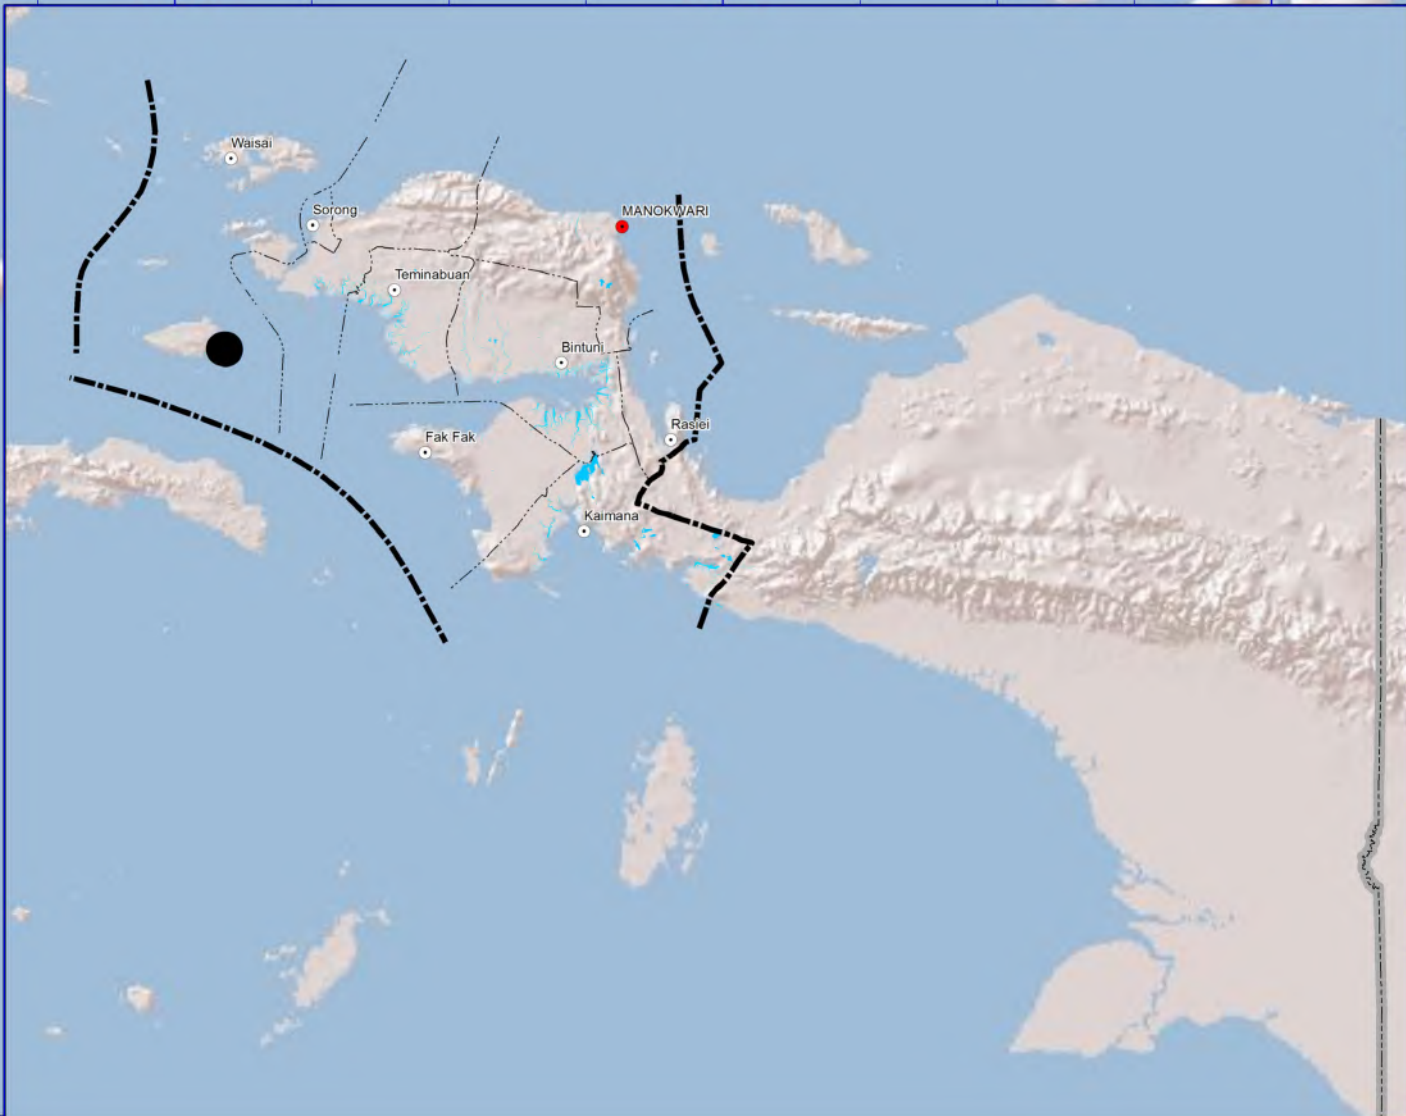 Waisai
Sorong
MANOKWARI
Teminabuan
Bintuni
Rasiei
Fak Fak
Kaimana